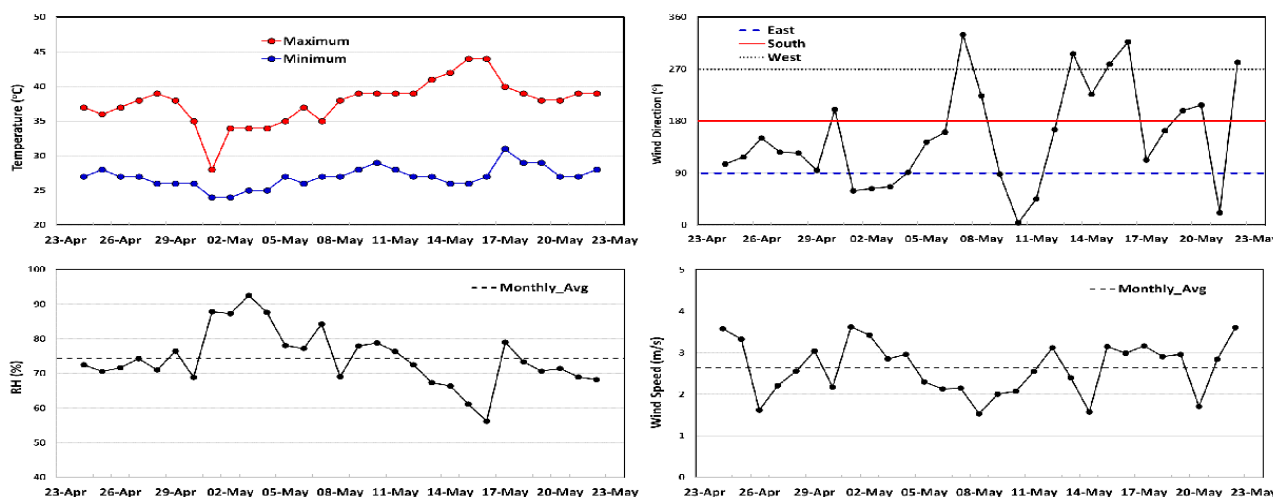 50
45
40
35
30
25
20
Temperature (ºC)
Maximum
Minimum
23-Apr 26-Apr 29-Apr 02-May 05-May 08-May 11-May 14-May 17-May 20-May 23-May
360
270
180
90
0
Wind Direction (º)
East
South
West
23-Apr 26-Apr 29-Apr 02-May 05-May 08-May 11-May 14-May 17-May 20-May 23-May
100
90
80
70
60
50
40
RH (%)
Monthly_Avg
23-Apr 26-Apr 29-Apr 02-May 05-May 08-May 11-May 14-May 17-May 20-May 23-May
5
4
3
2
1
0
Wind Speed (m/s)
Monthly_Avg
23-Apr 26-Apr 29-Apr 02-May 05-May 08-May 11-May 14-May 17-May 20-May 23-May